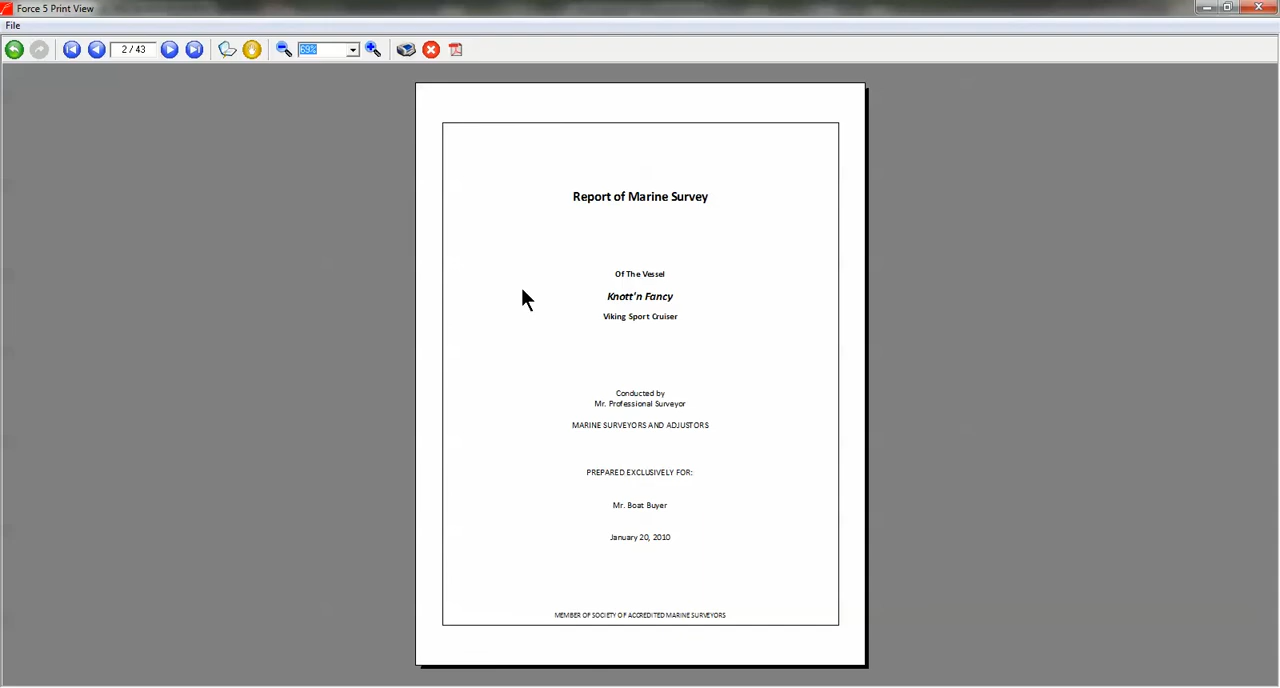 Force 5 Print View
File
2 / 43
69%
Report of Marine Survey
Of The Vessel
Knott'n Fancy
Viking Sport Cruiser
Conducted by
Mr. Professional Surveyor
MARINE SURVEYORS AND ADJUSTORS
PREPARED EXCLUSIVELY FOR:
Mr. Boat Buyer
January 20, 2010
MEMBER OF SOCIETY OF ACCREDITED MARINE SURVEYORS